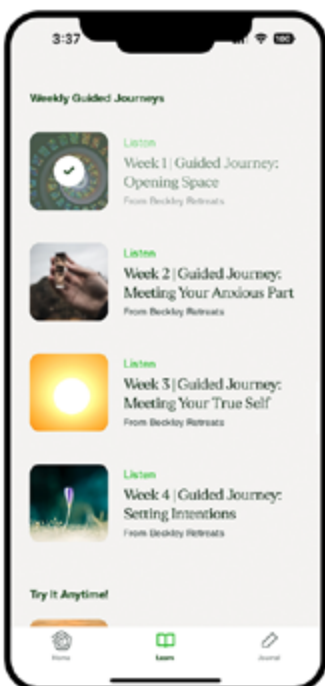 3:37
100
Weekly Guided Journeys
Listen
Week 1 | Guided Journey:
Opening Space
From Beckley Retreats
Listen
Week 2 | Guided Journey:
Meeting Your Anxious Part
From Beckley Retreats
Listen
Week 3 | Guided Journey:
Meeting Your True Self
From Beckley Retreats
Listen
Week 4 | Guided Journey:
Setting Intentions
From Beckley Retreats
Try It Anytime!
Home
Learn
Journal